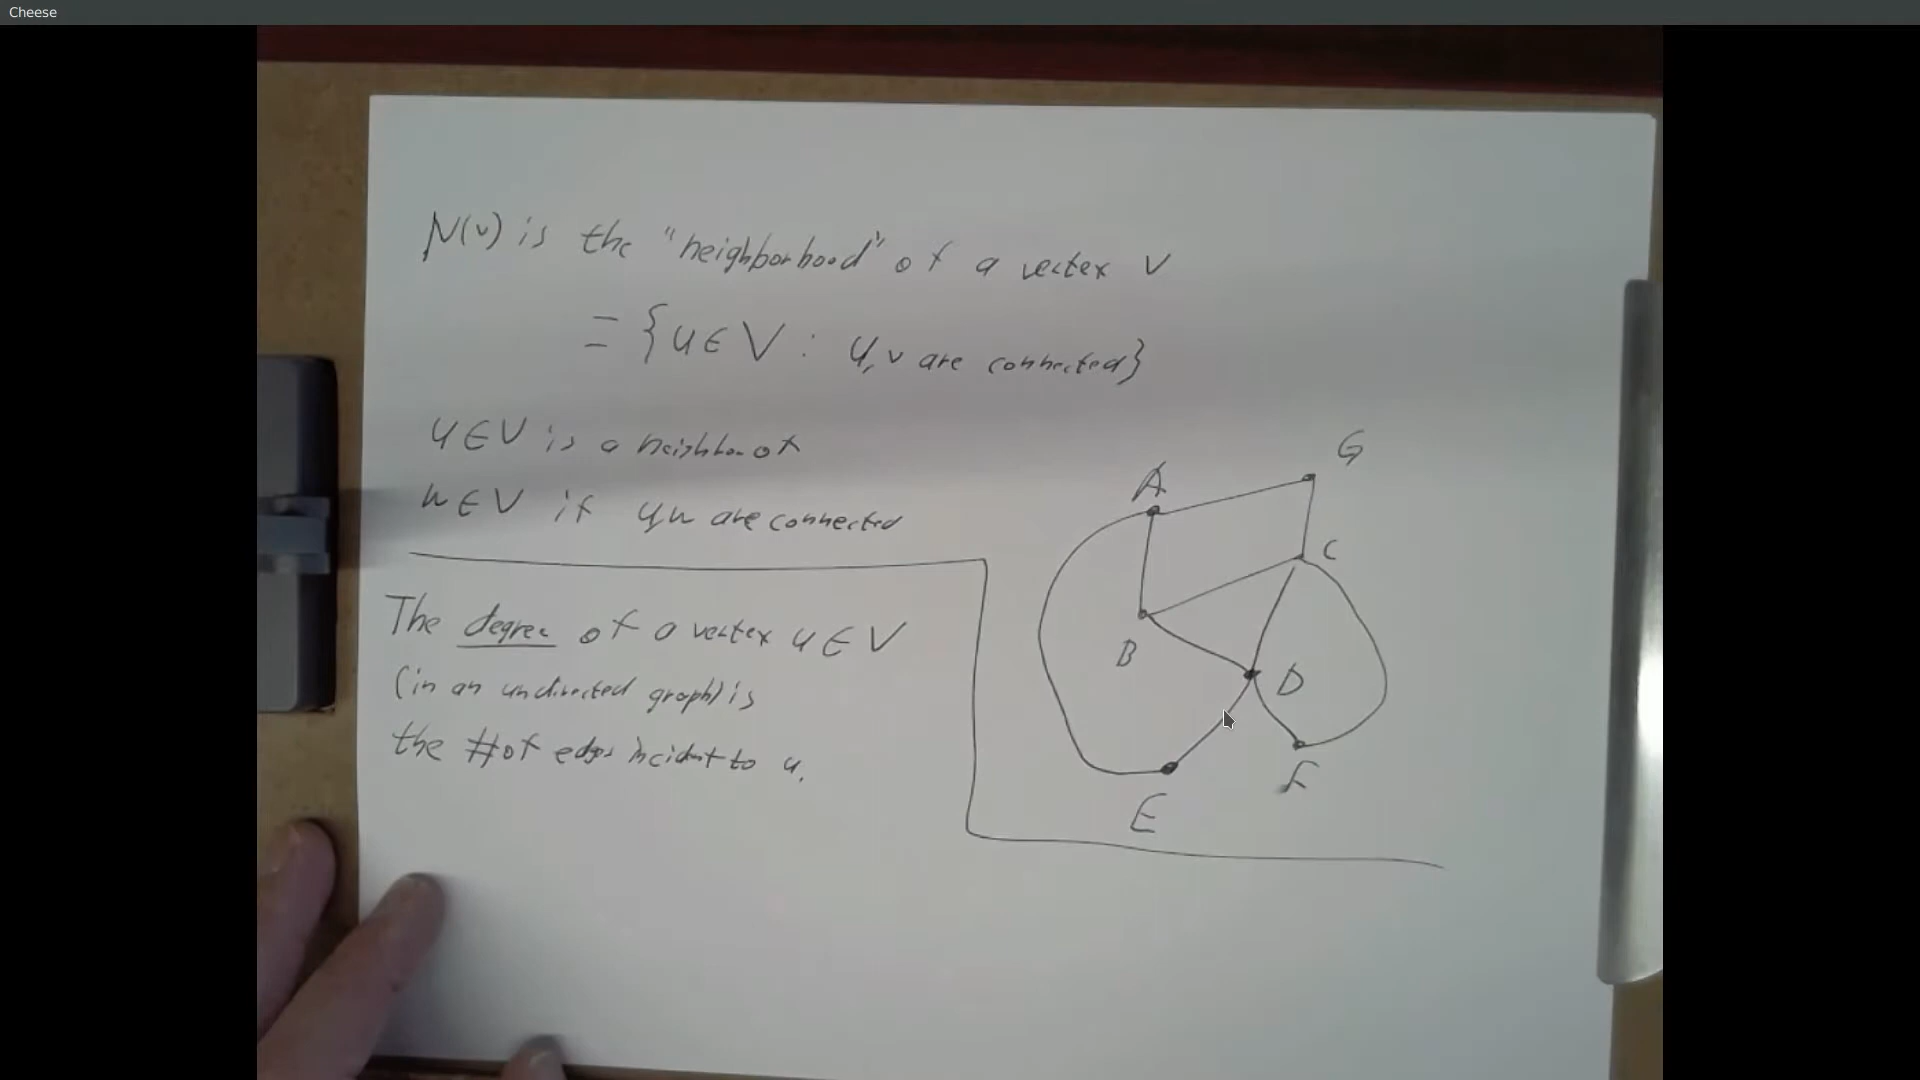 Cheese
N(v) is the "neighborhood" of a vertex v
= {u∈V : u,v are connected}
u∈V is a neighbor of
w∈V if u,w are connected
The degree of a vertex u∈V
(in an undirected graph) is
the # of edges incident to u.
G
A
C
B
D
F
E